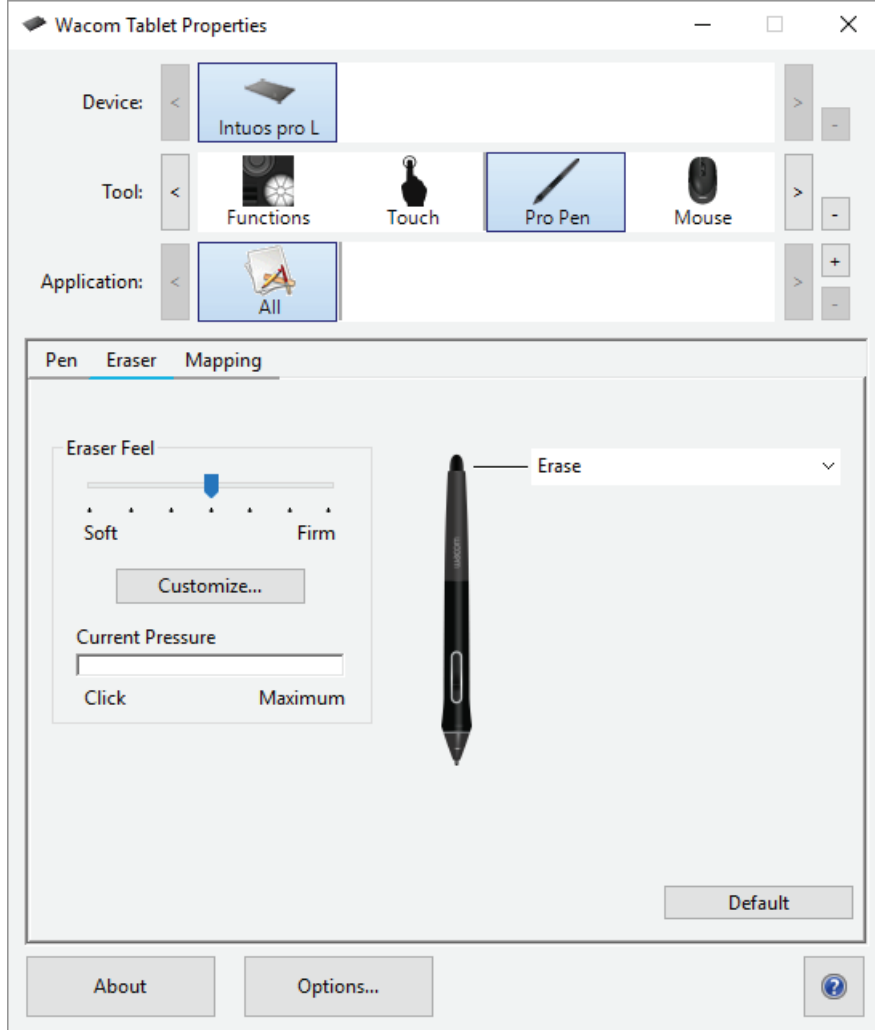 Wacom Tablet Properties
Device:
<
Intuos pro L
>
-
Tool:
<
Functions
Touch
Pro Pen
Mouse
>
-
Application:
<
All
>
+
-
Pen Eraser Mapping
Eraser Feel
Soft Firm
Customize...
Current Pressure
Click Maximum
Erase
wacom
Default
About
Options...
?